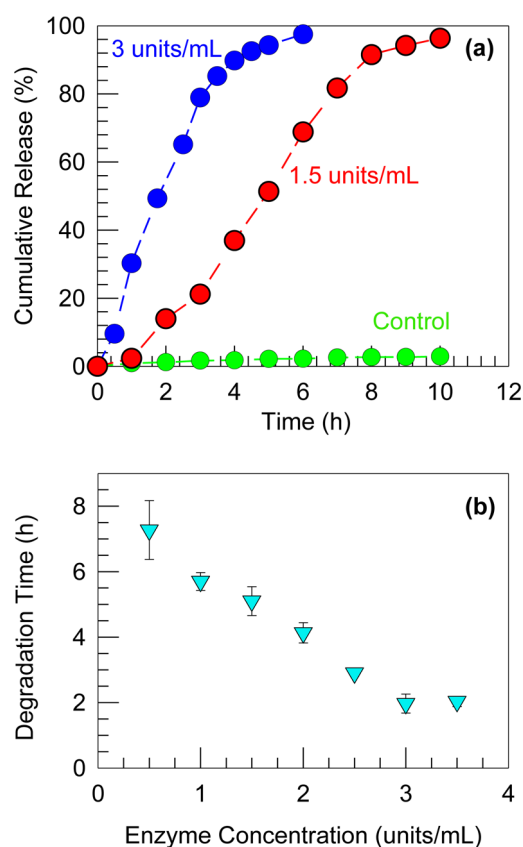 100
(a)
3 units/mL
80
60
1.5 units/mL
40
20
Control
0
0 2 4 6 8 10 12
Cumulative Release (%)
Time (h)
8
(b)
6
4
2
0
0 1 2 3 4
Degradation Time (h)
Enzyme Concentration (units/mL)